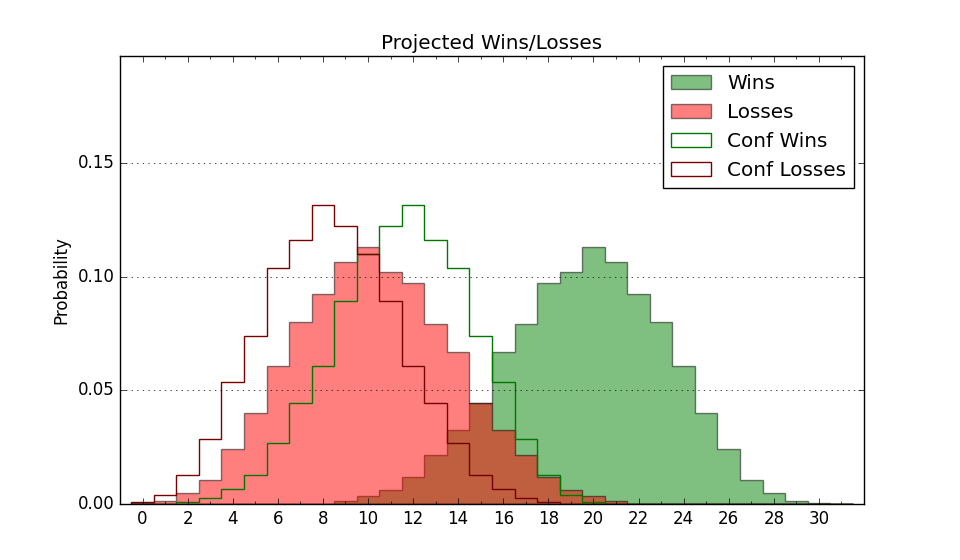 Projected Wins/Losses
Wins
Losses
Conf Wins
Conf Losses
Probability
0.15
0.10
0.05
0.00
0 2 4 6 8 10 12 14 16 18 20 22 24 26 28 30